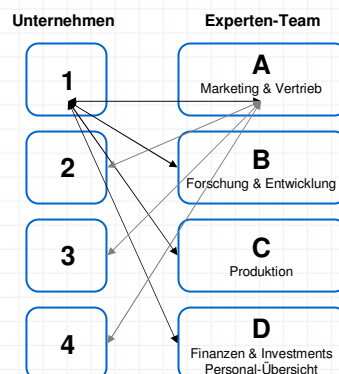 Unternehmen
Experten-Team
1
A
Marketing & Vertrieb
2
B
Forschung & Entwicklung
3
C
Produktion
4
D
Finanzen & Investments
Personal-Übersicht